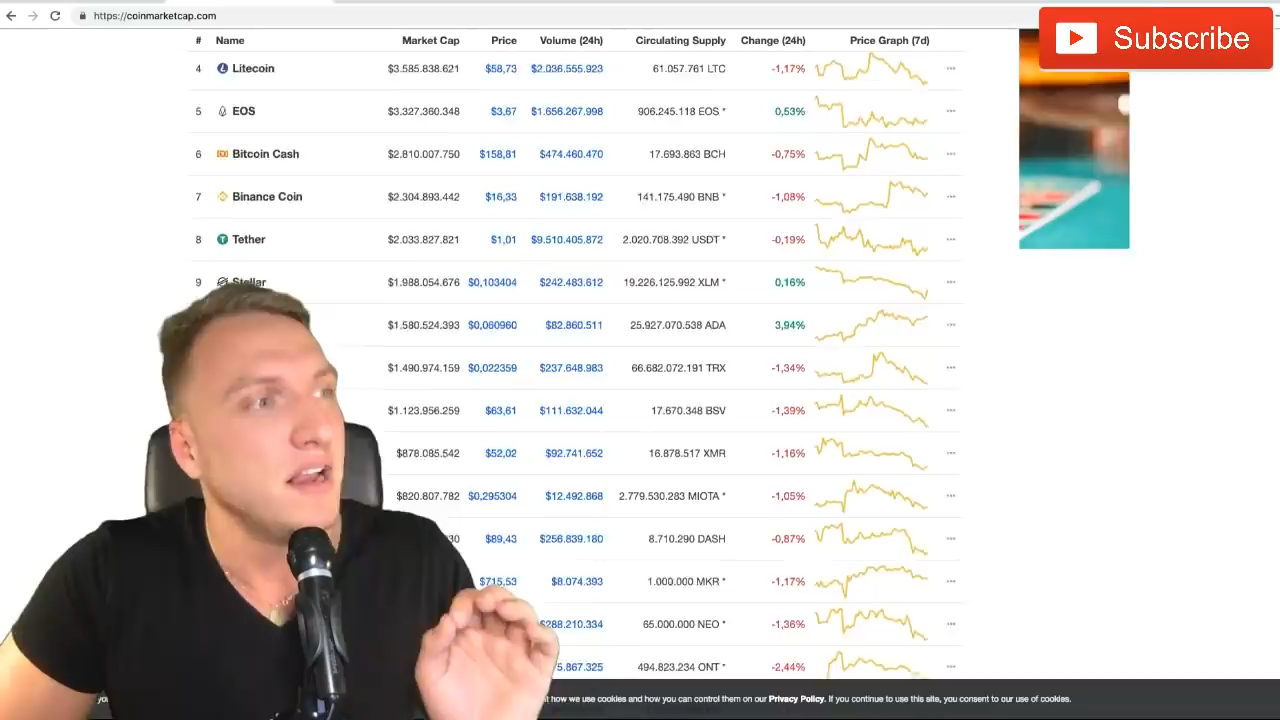 https://coinmarketcap.com
Subscribe
# Name Market Cap Price Volume (24h) Circulating Supply Change (24h) Price Graph (7d)
4 Litecoin $3.585.838.621 $58,73 $2.036.555.923 61.057.761 LTC -1,17%
5 EOS $3.327.360.348 $3,67 $1.656.267.998 906.245.118 EOS * 0,53%
6 Bitcoin Cash $2.810.007.750 $158,81 $474.460.470 17.693.863 BCH -0,75%
7 Binance Coin $2.304.893.442 $16,33 $191.638.192 141.175.490 BNB * -1,08%
8 Tether $2.033.827.821 $1,01 $9.510.405.872 2.020.708.392 USDT * -0,19%
9 Stellar $1.988.054.676 $0,103404 $242.483.612 19.226.125.992 XLM * 0,16%
$1.580.524.393 $0,060960 $82.860.511 25.927.070.538 ADA 3,94%
$1.490.974.159 $0,022359 $237.648.983 66.682.072.191 TRX -1,34%
$1.123.956.259 $63,61 $111.632.044 17.670.348 BSV -1,39%
$878.085.542 $52,02 $92.741.652 16.878.517 XMR -1,16%
$820.807.782 $0,295304 $12.492.868 2.779.530.283 MIOTA * -1,05%
30 $89,43 $256.839.180 8.710.290 DASH -0,87%
$715,53 $8.074.393 1.000.000 MKR * -1,17%
$288.210.334 65.000.000 NEO * -1,36%
5.867.325 494.823.234 ONT * -2,44%
how we use cookies and how you can control them on our Privacy Policy. If you continue to use this site, you consent to our use of cookies.